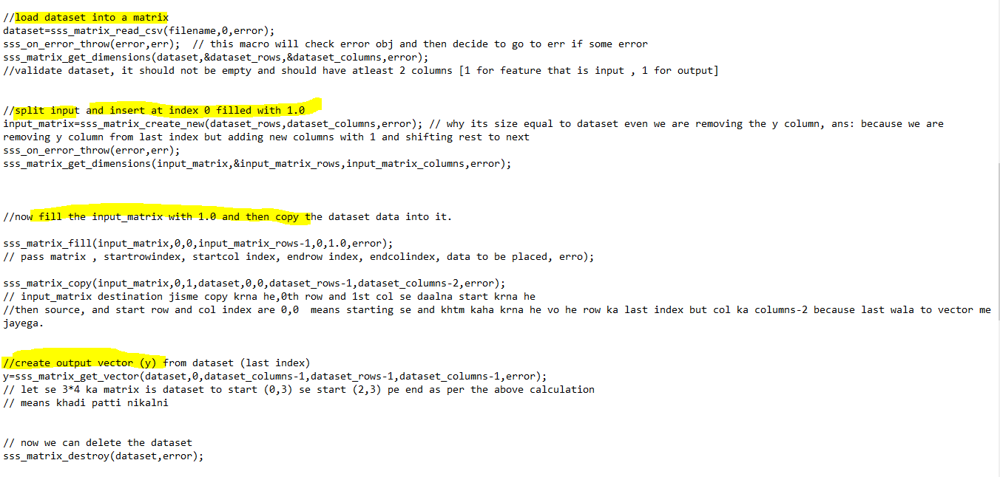 //load dataset into a matrix
dataset=sss_matrix_read_csv(filename,0,error);
sss_on_error_throw(error,err);  // this macro will check error obj and then decide to go to err if some error
sss_matrix_get_dimensions(dataset,&dataset_rows,&dataset_columns,error);
//validate dataset, it should not be empty and should have atleast 2 columns [1 for feature that is input , 1 for output]
//split input and insert at index 0 filled with 1.0
input_matrix=sss_matrix_create_new(dataset_rows,dataset_columns,error); // why its size equal to dataset even we are removing the y column, ans: because we are
removing y column from last index but adding new columns with 1 and shifting rest to next
sss_on_error_throw(error,err);
sss_matrix_get_dimensions(input_matrix,&input_matrix_rows,input_matrix_columns,error);
//now fill the input_matrix with 1.0 and then copy the dataset data into it.
sss_matrix_fill(input_matrix,0,0,input_matrix_rows-1,0,1.0,error);
// pass matrix , startrowindex, startcol index, endrow index, endcolindex, data to be placed, erro);
sss_matrix_copy(input_matrix,0,1,dataset,0,0,dataset_rows-1,dataset_columns-2,error);
// input_matrix destination jisme copy krna he,0th row and 1st col se daalna start krna he
//then source, and start row and col index are 0,0  means starting se and khtm kaha krna he vo he row ka last index but col ka columns-2 because last wala to vector me
jayega.
//create output vector (y) from dataset (last index)
y=sss_matrix_get_vector(dataset,0,dataset_columns-1,dataset_rows-1,dataset_columns-1,error);
// let se 3*4 ka matrix is dataset to start (0,3) se start (2,3) pe end as per the above calculation
// means khadi patti nikalni
// now we can delete the dataset
sss_matrix_destroy(dataset,error);